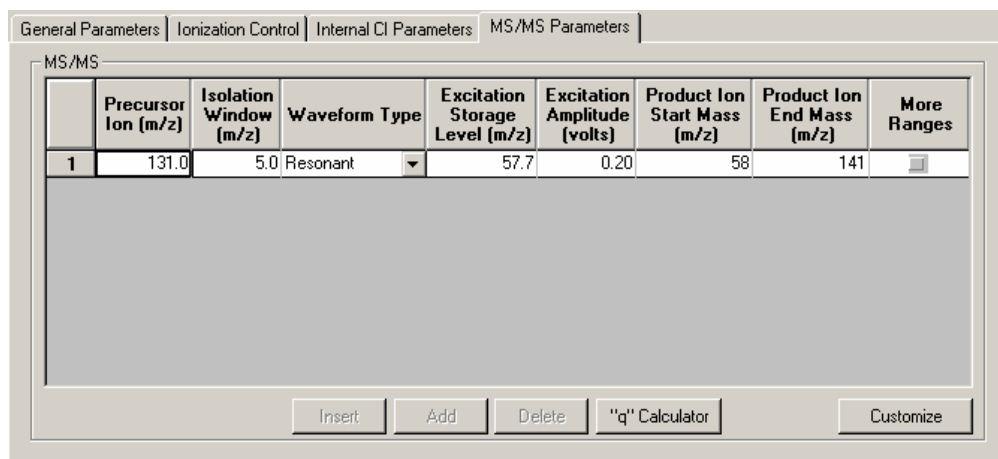 General Parameters Ionization Control Internal CI Parameters MS/MS Parameters
MS/MS
Precursor Ion (m/z) Isolation Window (m/z) Waveform Type Excitation Storage Level (m/z) Excitation Amplitude (volts) Product Ion Start Mass (m/z) Product Ion End Mass (m/z) More Ranges
1 131.0 5.0 Resonant 57.7 0.20 58 141
Insert Add Delete "q" Calculator Customize